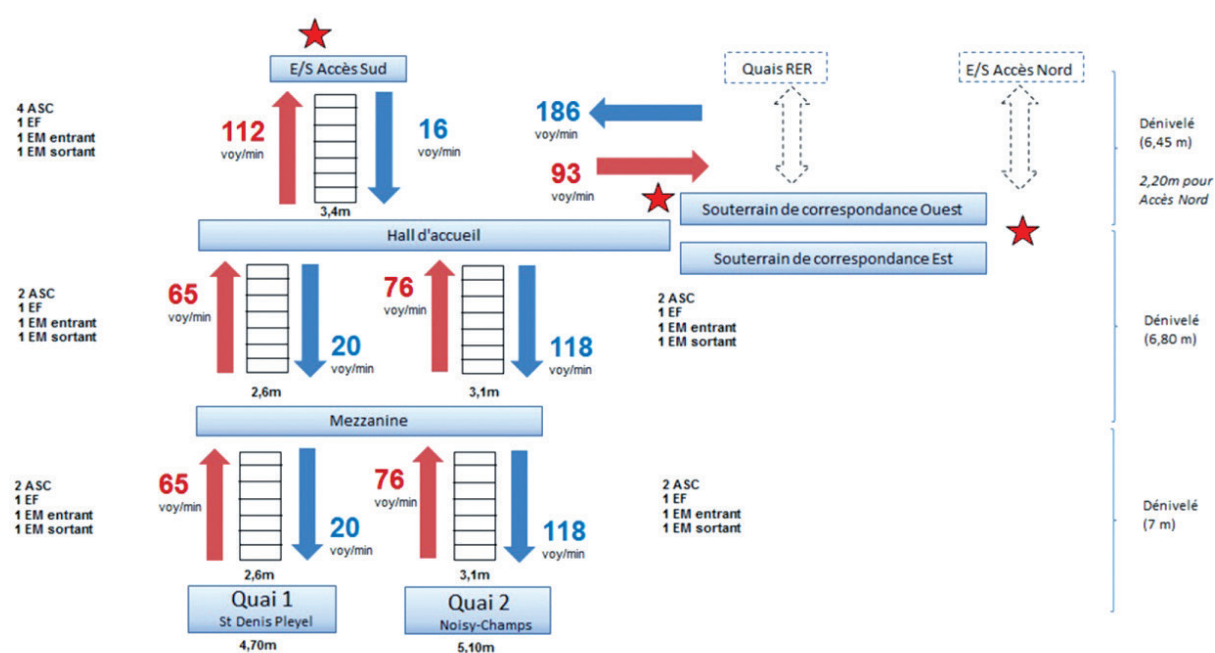 E/S Accès Sud
Quais RER
E/S Accès Nord
4 ASC
1 EF
1 EM entrant
1 EM sortant
112
voy/min
16
voy/min
3,4m
186
voy/min
93
voy/min
Dénivelé
(6,45 m)
2,20m pour
Accès Nord
Souterrain de correspondance Ouest
Hall d'accueil
Souterrain de correspondance Est
2 ASC
1 EF
1 EM entrant
1 EM sortant
65
voy/min
20
voy/min
2,6m
76
voy/min
118
voy/min
3,1m
2 ASC
1 EF
1 EM entrant
1 EM sortant
Dénivelé
(6,80 m)
Mezzanine
2 ASC
1 EF
1 EM entrant
1 EM sortant
65
voy/min
20
voy/min
2,6m
76
voy/min
118
voy/min
3,1m
2 ASC
1 EF
1 EM entrant
1 EM sortant
Dénivelé
(7 m)
Quai 1
St Denis Pleyel
4,70m
Quai 2
Noisy-Champs
5,10m